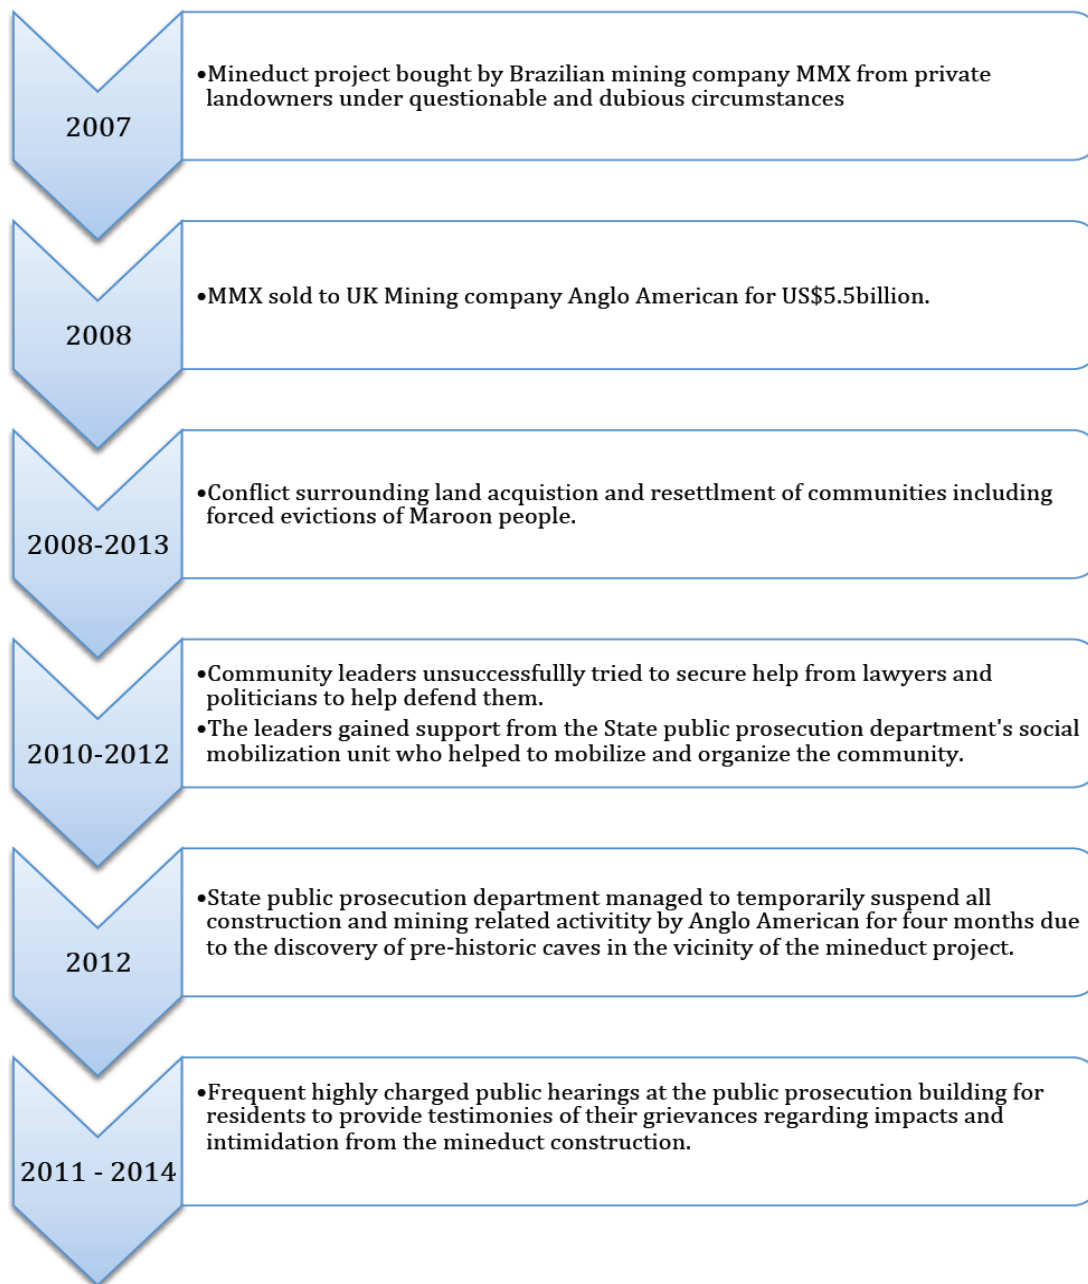 2007
•Mineduct project bought by Brazilian mining company MMX from private
landowners under questionable and dubious circumstances
2008
•MMX sold to UK Mining company Anglo American for US$5.5billion.
2008-2013
•Conflict surrounding land acquistion and resettlment of communities including
forced evictions of Maroon people.
2010-2012
•Community leaders unsuccessfullly tried to secure help from lawyers and
politicians to help defend them.
•The leaders gained support from the State public prosecution department's social
mobilization unit who helped to mobilize and organize the community.
2012
•State public prosecution department managed to temporarily suspend all
construction and mining related activitity by Anglo American for four months due
to the discovery of pre-historic caves in the vicinity of the mineduct project.
2011 - 2014
•Frequent highly charged public hearings at the public prosecution building for
residents to provide testimonies of their grievances regarding impacts and
intimidation from the mineduct construction.